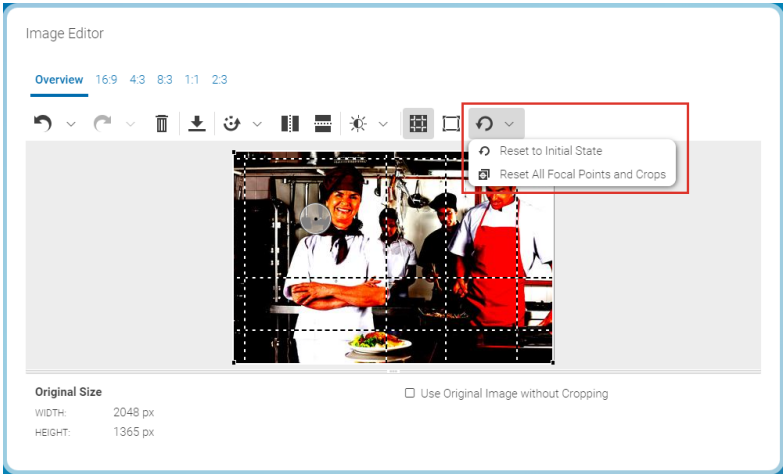 Image Editor
Overview 16:9 4:3 8:3 1:1 2:3
Reset to Initial State
Reset All Focal Points and Crops
Original Size
WIDTH: 2048 px
HEIGHT: 1365 px
Use Original Image without Cropping